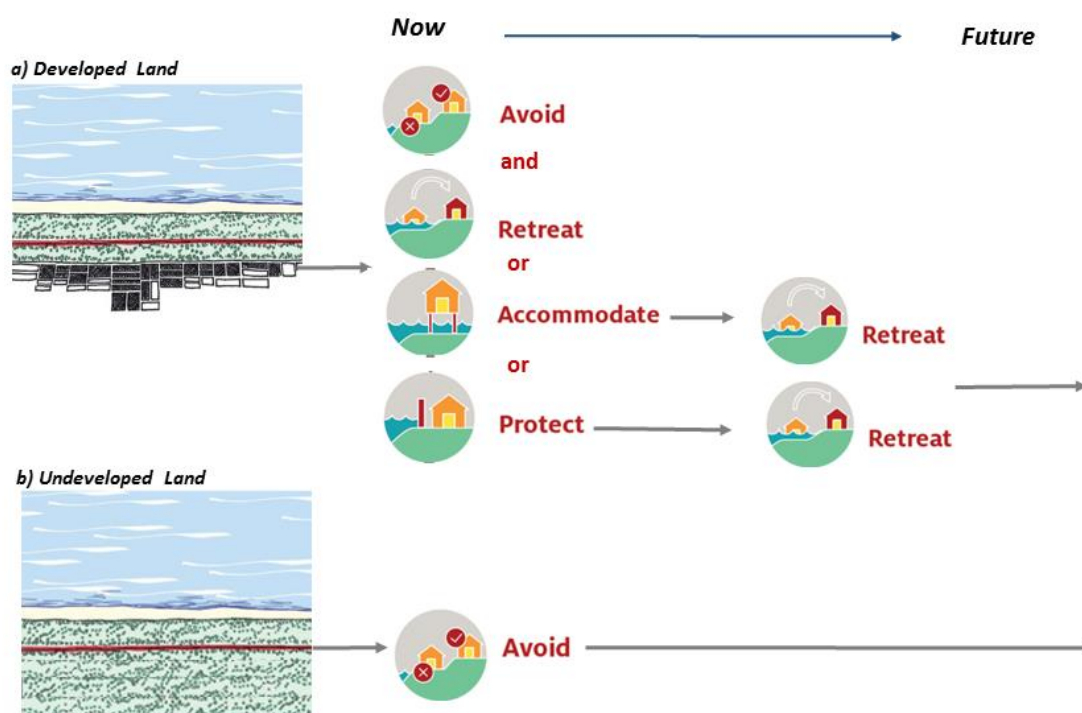 Now
Future
a) Developed Land
Avoid
and
Retreat
or
Accommodate
Retreat
or
Protect
Retreat
b) Undeveloped Land
Avoid